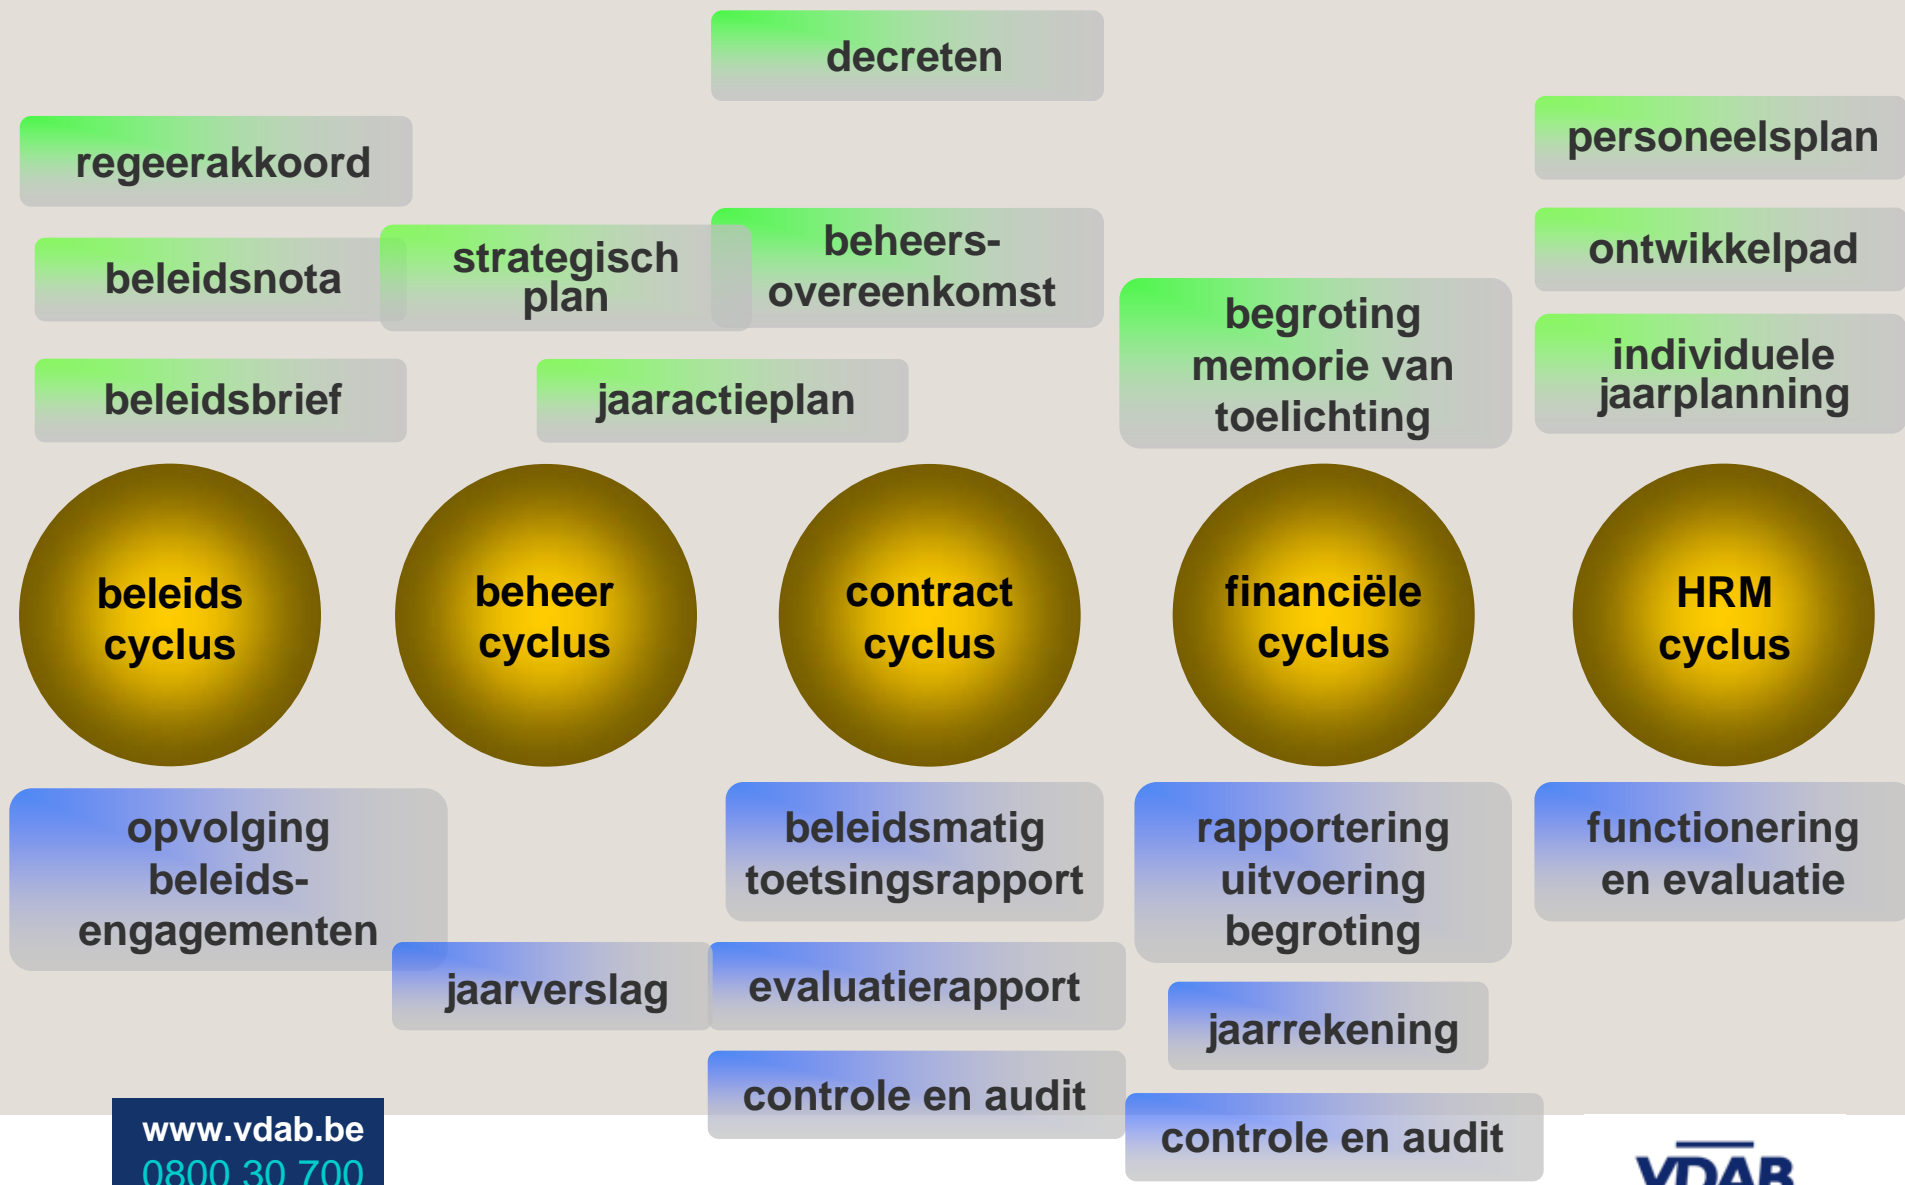 decreten
regeerakkoord
personeelsplan
beleidsnota
strategisch
plan
beheers-
overeenkomst
ontwikkelpad
begroting
memorie van
toelichting
individuele
jaarplanning
beleidsbrief
jaaractieplan
beleids
cyclus
beheer
cyclus
contract
cyclus
financiële
cyclus
HRM
cyclus
opvolging
beleids-
engagementen
beleidsmatig
toetsingsrapport
rapportering
uitvoering
begroting
functionering
en evaluatie
jaarverslag
evaluatierapport
jaarrekening
controle en audit
controle en audit
www.vdab.be
0800 30 700
VDAB